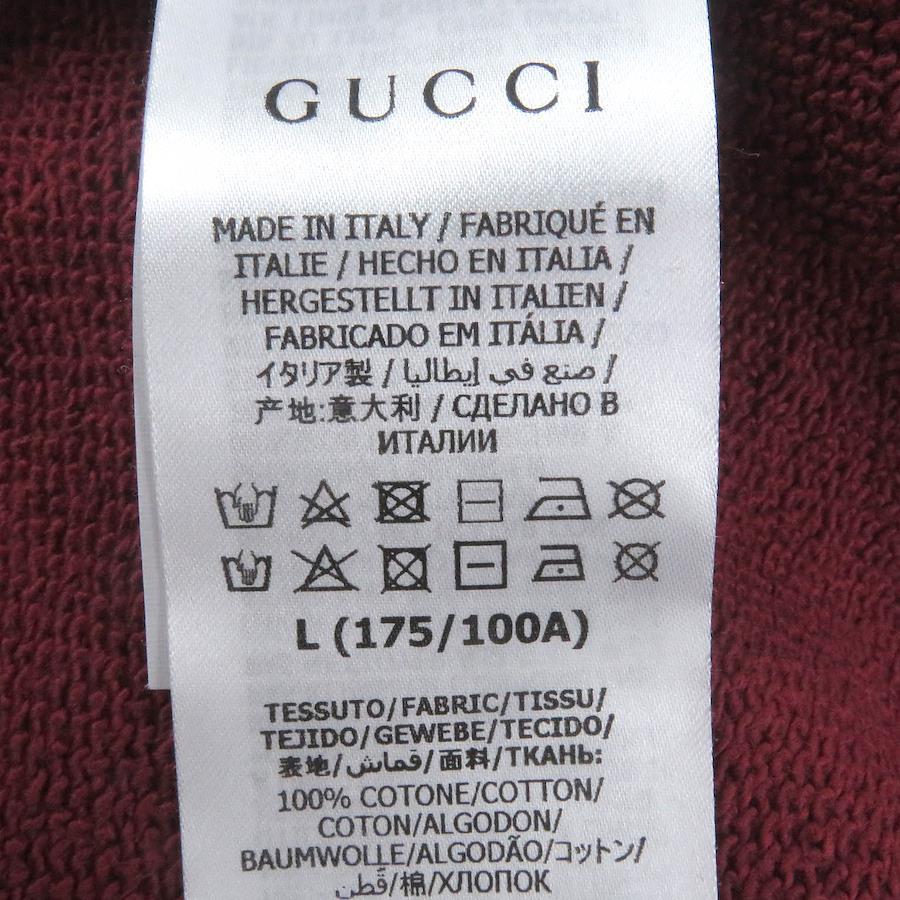 GUCCI
MADE IN ITALY / FABRIQUÉ EN
ITALIE / HECHO EN ITALIA /
HERGESTELLT IN ITALIEN /
FABRICADO EM ITÁLIA /
イタリア製 / صنع في إيطاليا /
产地:意大利 / СДЕЛАНО В
ИТАЛИИ
L (175/100A)
TESSUTO/FABRIC/TISSU/
TEJIDO/GEWEBE/TECIDO/
表地/قماش/面料/ТКАНЬ:
100% COTONE/COTTON/
COTON/ALGODON/
BAUMWOLLE/ALGODÃO/コットン/
قُطن/棉/ХЛОПОК